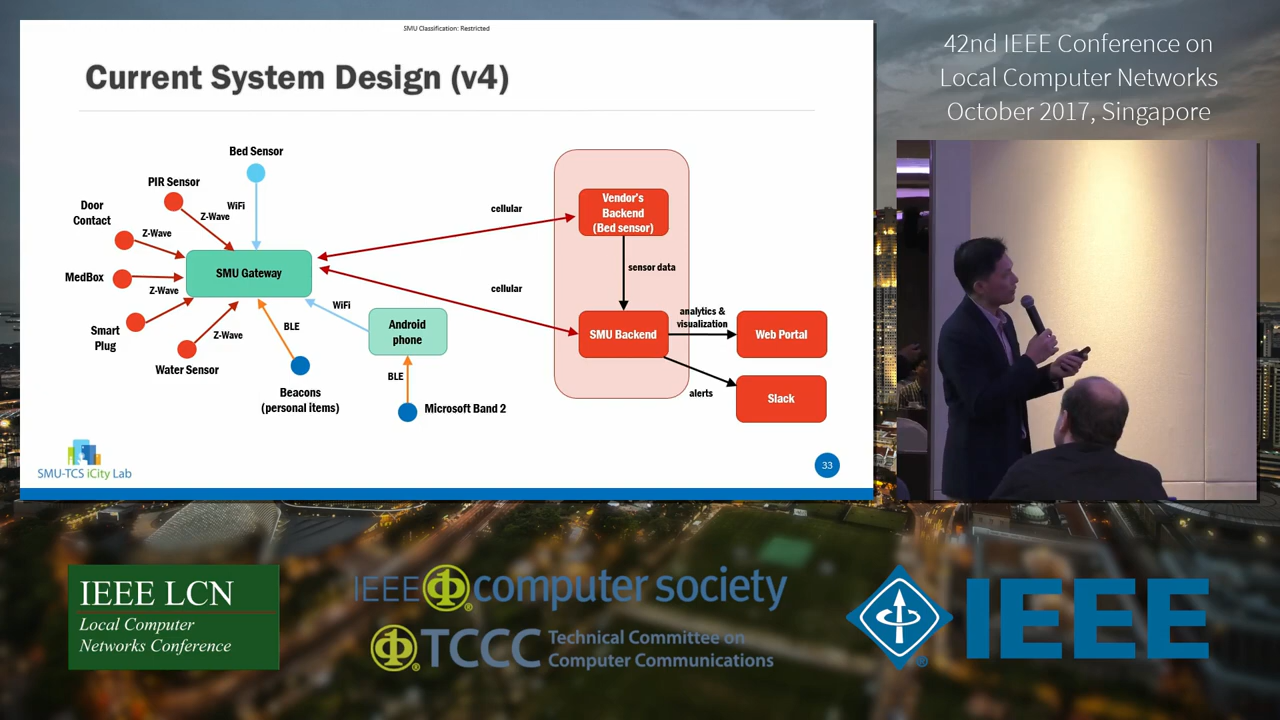 SMU Classification: Restricted
Current System Design (v4)
Bed Sensor
PIR Sensor
WiFi
Z-Wave
Door
Contact
Z-Wave
MedBox
Z-Wave
SMU Gateway
Smart
Plug
Z-Wave
Water Sensor
BLE
Beacons
(personal items)
WiFi
Android
phone
BLE
Microsoft Band 2
cellular
cellular
Vendor's
Backend
(Bed sensor)
sensor data
SMU Backend
analytics &
visualization
Web Portal
alerts
Slack
SMU-TCS iCity Lab
33
42nd IEEE Conference on
Local Computer Networks
October 2017, Singapore
IEEE LCN
Local Computer
Networks Conference
IEEE computer society
TCCC Technical Committee on
Computer Communications
IEEE